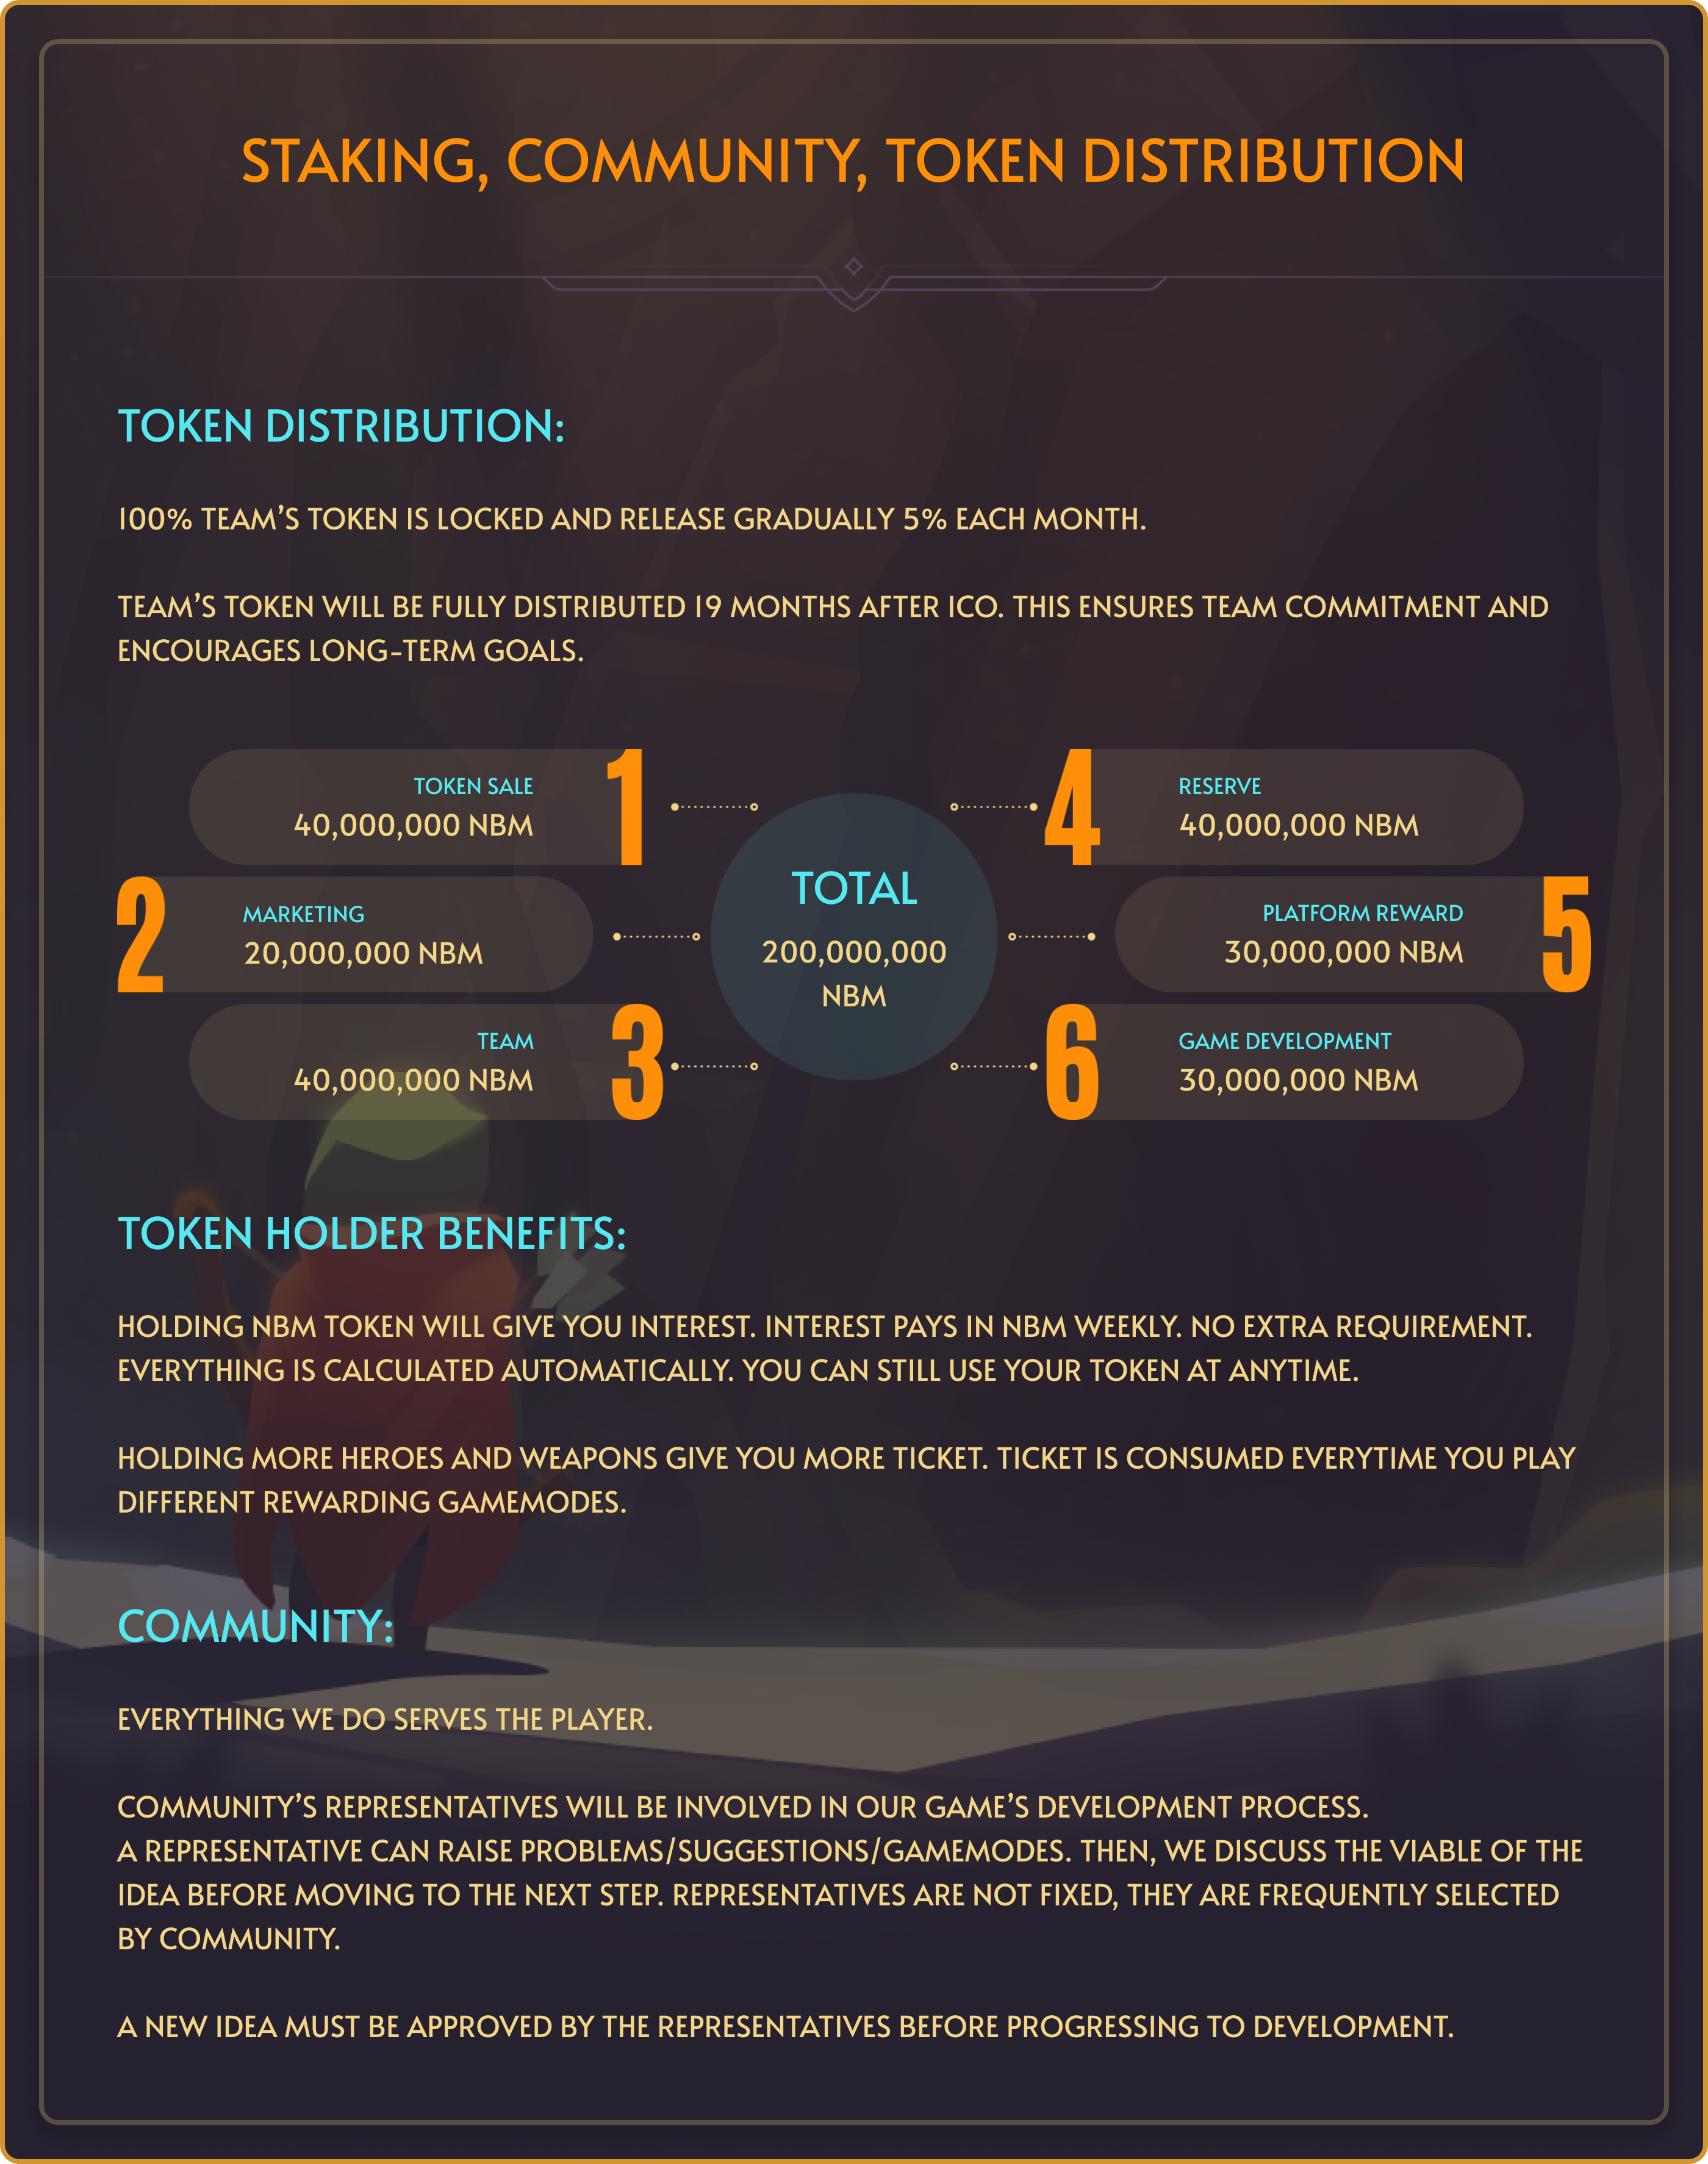 STAKING, COMMUNITY, TOKEN DISTRIBUTION
TOKEN DISTRIBUTION:
100% TEAM’S TOKEN IS LOCKED AND RELEASE GRADUALLY 5% EACH MONTH.
TEAM’S TOKEN WILL BE FULLY DISTRIBUTED 19 MONTHS AFTER ICO. THIS ENSURES TEAM COMMITMENT AND
ENCOURAGES LONG-TERM GOALS.
1
TOKEN SALE
40,000,000 NBM
2
MARKETING
20,000,000 NBM
3
TEAM
40,000,000 NBM
TOTAL
200,000,000
NBM
4
RESERVE
40,000,000 NBM
5
PLATFORM REWARD
30,000,000 NBM
6
GAME DEVELOPMENT
30,000,000 NBM
TOKEN HOLDER BENEFITS:
HOLDING NBM TOKEN WILL GIVE YOU INTEREST. INTEREST PAYS IN NBM WEEKLY. NO EXTRA REQUIREMENT.
EVERYTHING IS CALCULATED AUTOMATICALLY. YOU CAN STILL USE YOUR TOKEN AT ANYTIME.
HOLDING MORE HEROES AND WEAPONS GIVE YOU MORE TICKET. TICKET IS CONSUMED EVERYTIME YOU PLAY
DIFFERENT REWARDING GAMEMODES.
COMMUNITY:
EVERYTHING WE DO SERVES THE PLAYER.
COMMUNITY’S REPRESENTATIVES WILL BE INVOLVED IN OUR GAME’S DEVELOPMENT PROCESS.
A REPRESENTATIVE CAN RAISE PROBLEMS/SUGGESTIONS/GAMEMODES. THEN, WE DISCUSS THE VIABLE OF THE
IDEA BEFORE MOVING TO THE NEXT STEP. REPRESENTATIVES ARE NOT FIXED, THEY ARE FREQUENTLY SELECTED
BY COMMUNITY.
A NEW IDEA MUST BE APPROVED BY THE REPRESENTATIVES BEFORE PROGRESSING TO DEVELOPMENT.